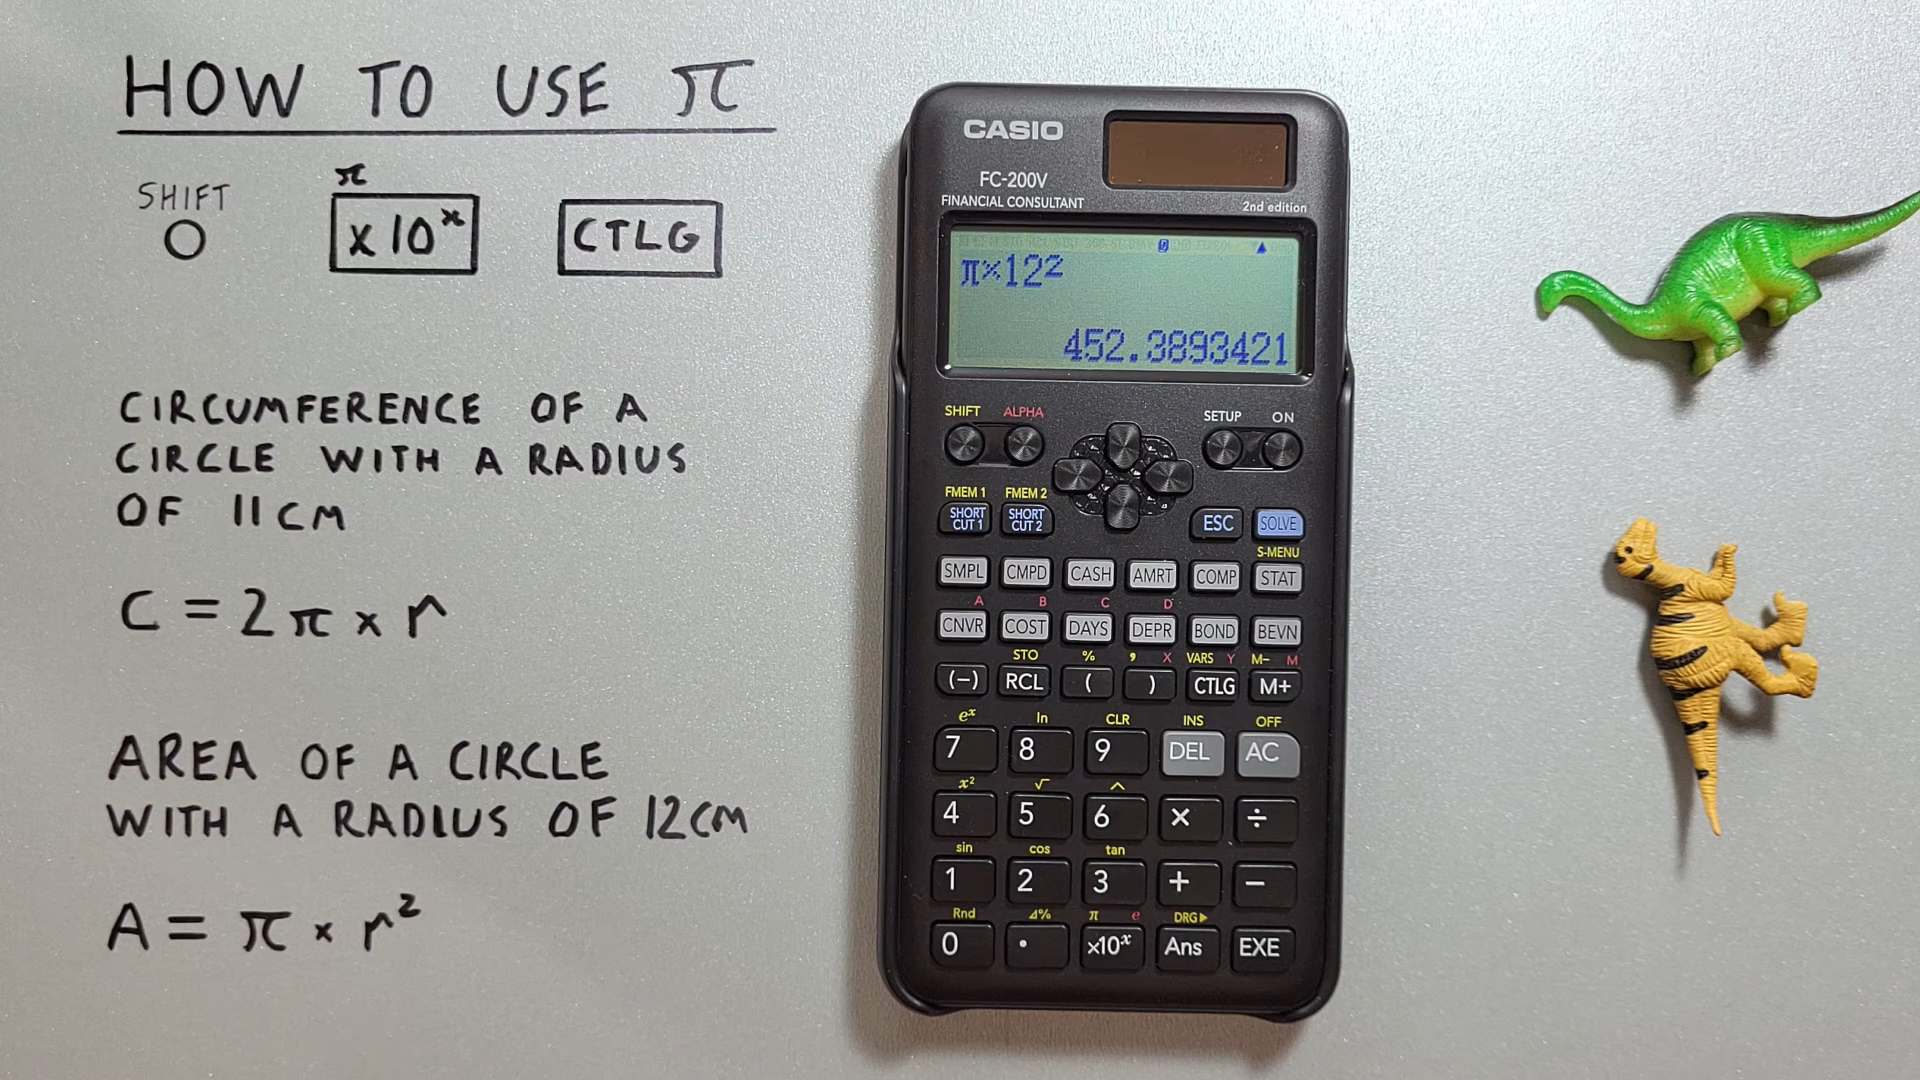 HOW TO USE π
SHIFT
π
x10ˣ
CTLG
CIRCUMFERENCE OF A
CIRCLE WITH A RADIUS
OF 11CM
C = 2π × r
AREA OF A CIRCLE
WITH A RADIUS OF 12CM
A = π × r²
CASIO
FC-200V
FINANCIAL CONSULTANT
2nd edition
D
π×12²
452.3893421
SHIFT ALPHA SETUP ON
FMEM 1 FMEM 2
SHORT CUT 1 SHORT CUT 2 ESC SOLVE
S-MENU
SMPL CMPD CASH AMRT COMP STAT
A B C D
CNVR COST DAYS DEPR BOND BEVN
STO % , X VARS Y M− M
(−) RCL ( ) CTLG M+
eˣ ln CLR INS OFF
7 8 9 DEL AC
x² √ ^
4 5 6 × ÷
sin cos tan
1 2 3 + −
Rnd ⊿% π e DRG▶
0 • ×10ˣ Ans EXE